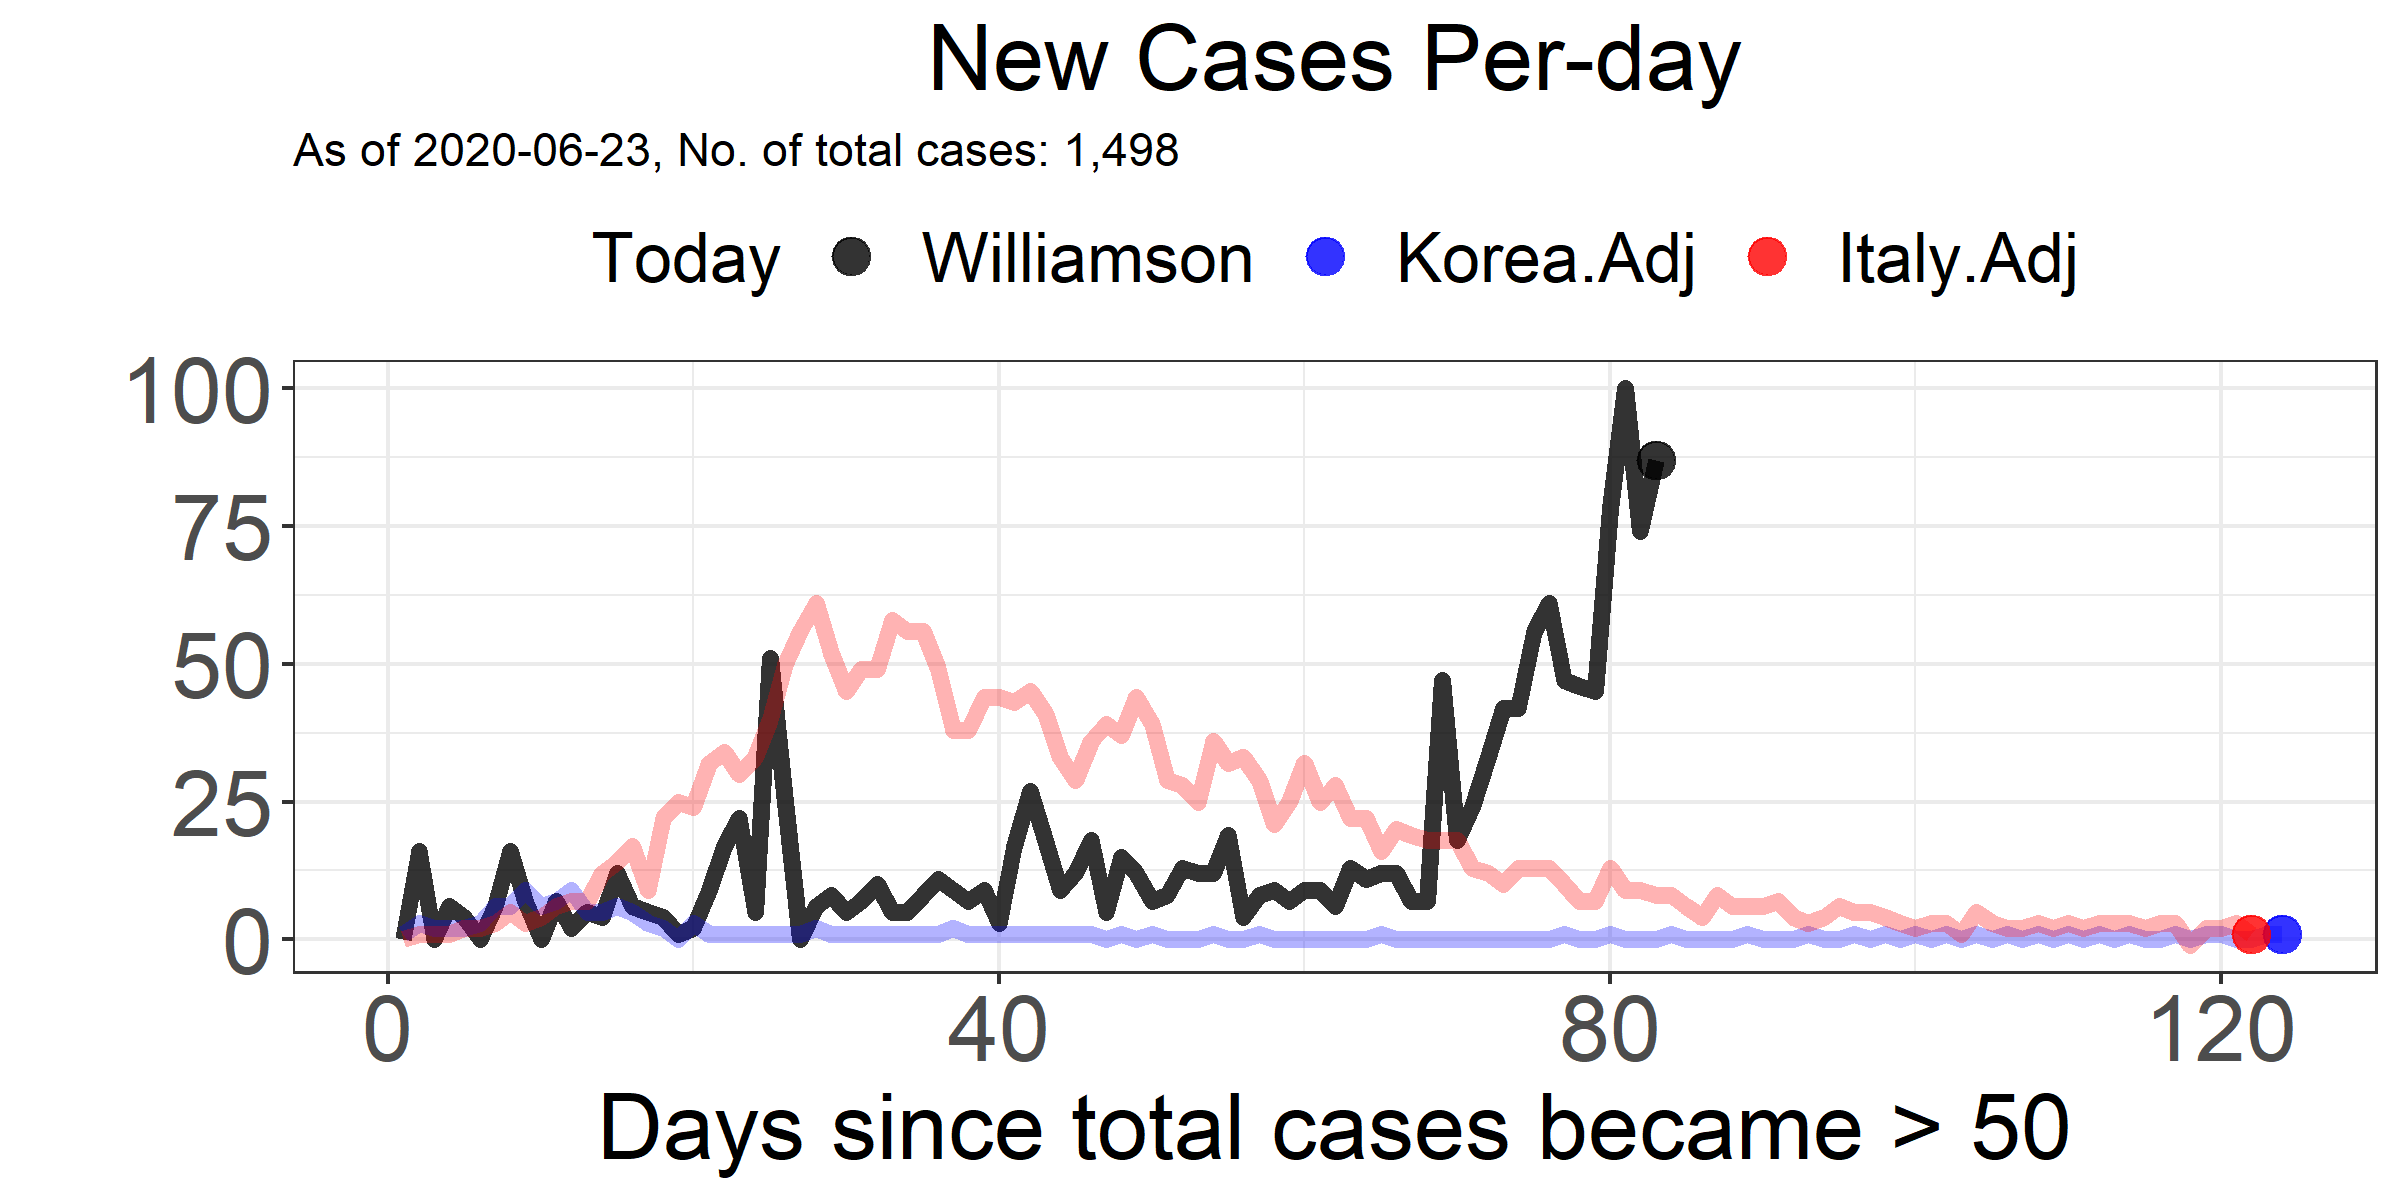 New Cases Per-day
As of 2020-06-23, No. of total cases: 1,498
Today Williamson Korea.Adj Italy.Adj
100
75
50
25
0
0 40 80 120
Days since total cases became > 50